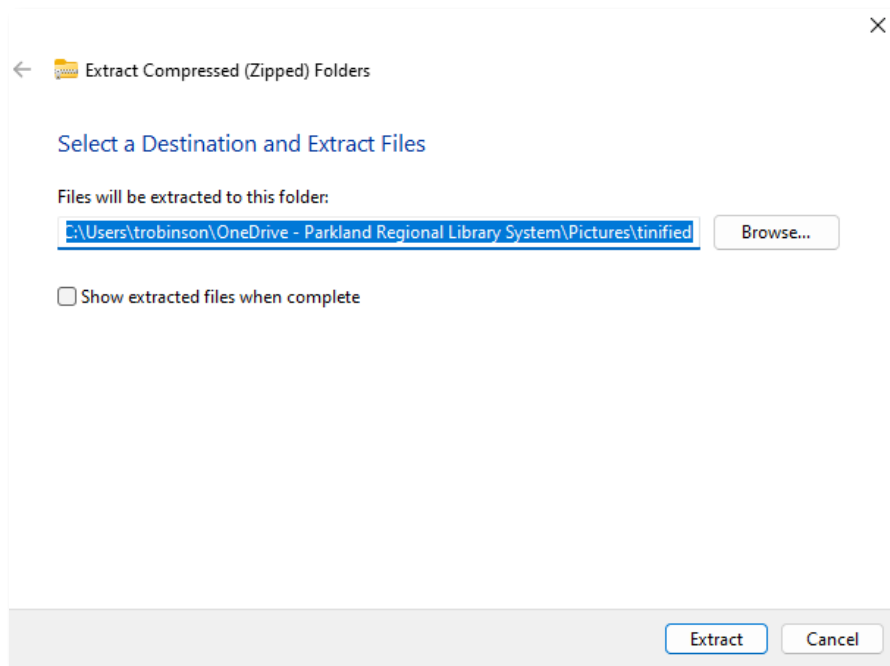 Extract Compressed (Zipped) Folders
Select a Destination and Extract Files
Files will be extracted to this folder:
C:\Users\trobinson\OneDrive - Parkland Regional Library System\Pictures\tinified
Browse...
Show extracted files when complete
Extract
Cancel